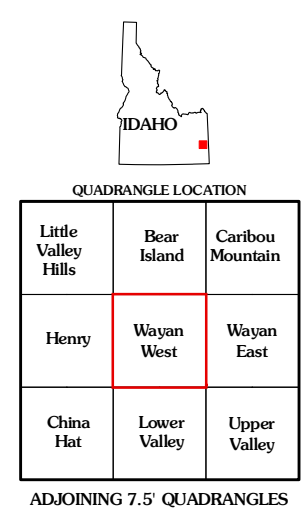 IDAHO
QUADRANGLE LOCATION
Little
Valley
Hills
Bear
Island
Caribou
Mountain
Henry
Wayan
West
Wayan
East
China
Hat
Lower
Valley
Upper
Valley
ADJOINING 7.5' QUADRANGLES